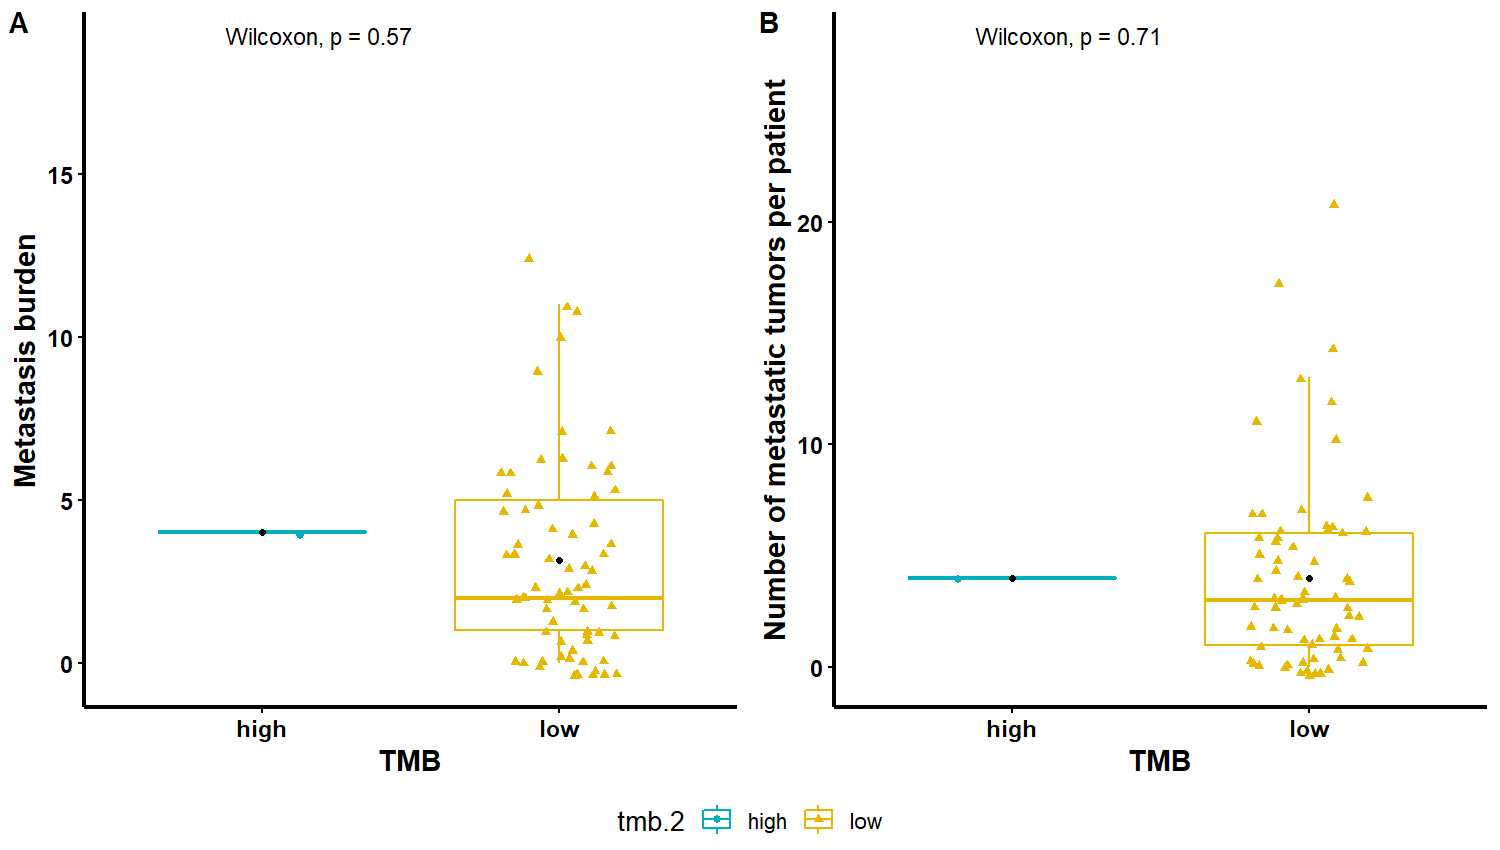 A
Wilcoxon, p = 0.57
Metastasis burden
15
10
5
0
high
low
TMB
B
Wilcoxon, p = 0.71
Number of metastatic tumors per patient
20
10
0
high
low
TMB
tmb.2 high low